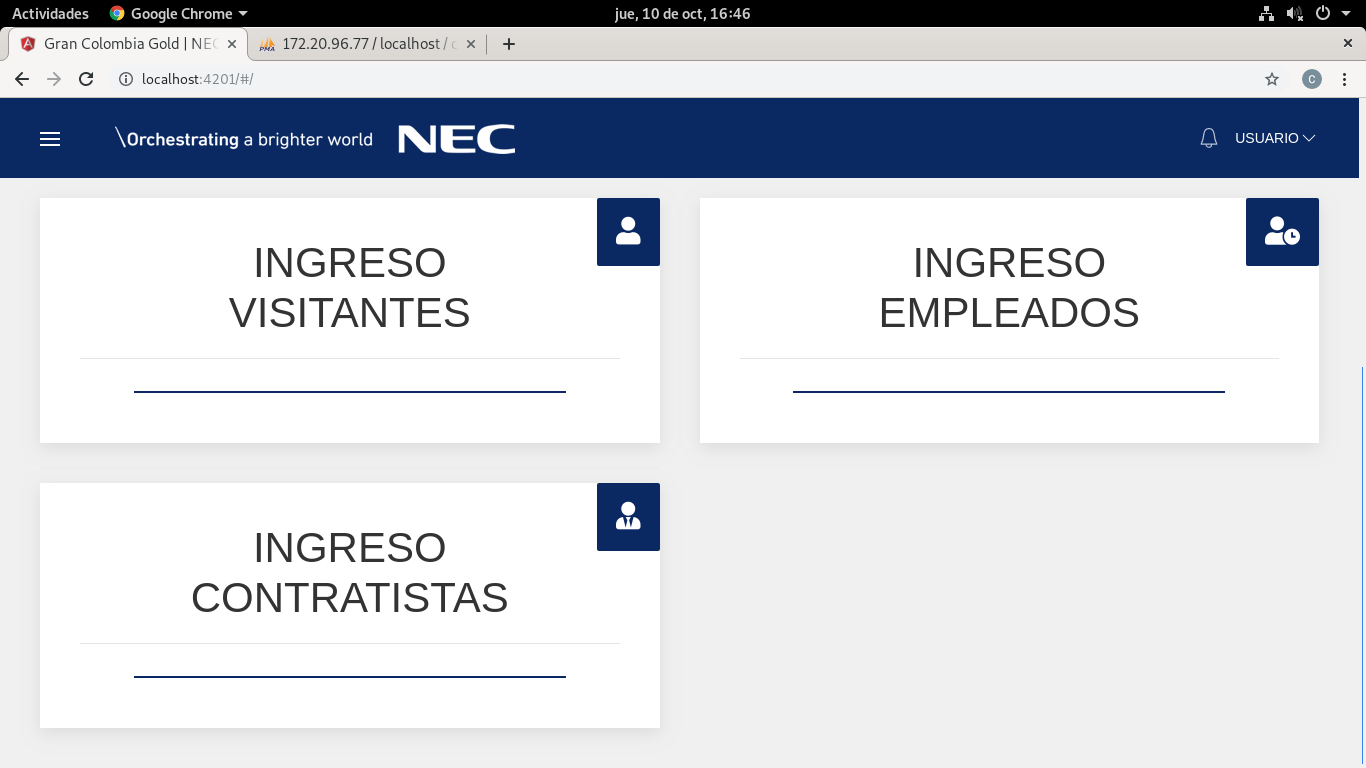 Actividades Google Chrome jue, 10 de oct, 16:46
Gran Colombia Gold | NEC 172.20.96.77 / localhost /
localhost:4201/#/ C
\Orchestrating a brighter world NEC USUARIO
INGRESO
VISITANTES
INGRESO
EMPLEADOS
INGRESO
CONTRATISTAS